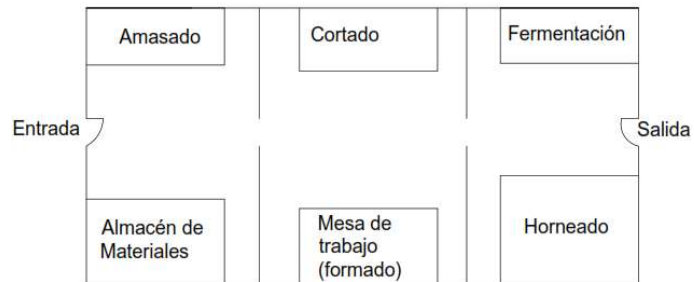 Amasado
Cortado
Fermentación
Entrada
Salida
Almacén de
Materiales
Mesa de
trabajo
(formado)
Horneado